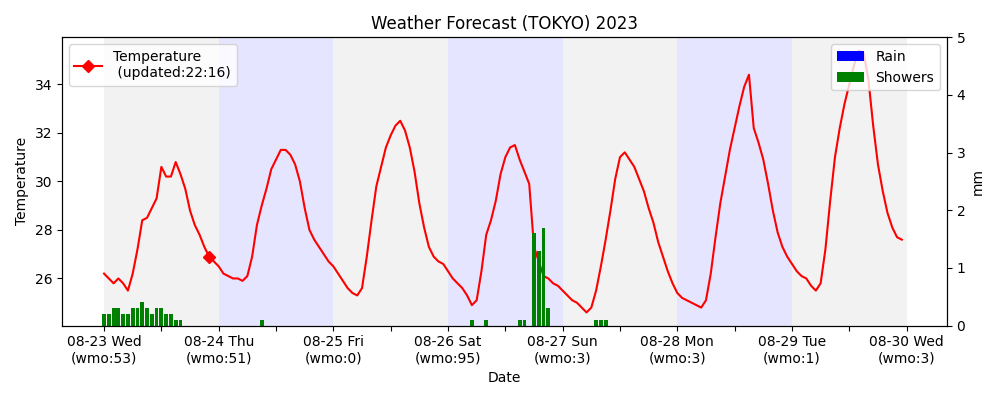 Weather Forecast (TOKYO) 2023
Temperature
(updated:22:16)
Rain
Showers
34
32
30
28
26
Temperature
5
4
3
2
1
0
mm
08-23 Wed
(wmo:53)
08-24 Thu
(wmo:51)
08-25 Fri
(wmo:0)
08-26 Sat
(wmo:95)
08-27 Sun
(wmo:3)
08-28 Mon
(wmo:3)
08-29 Tue
(wmo:1)
08-30 Wed
(wmo:3)
Date